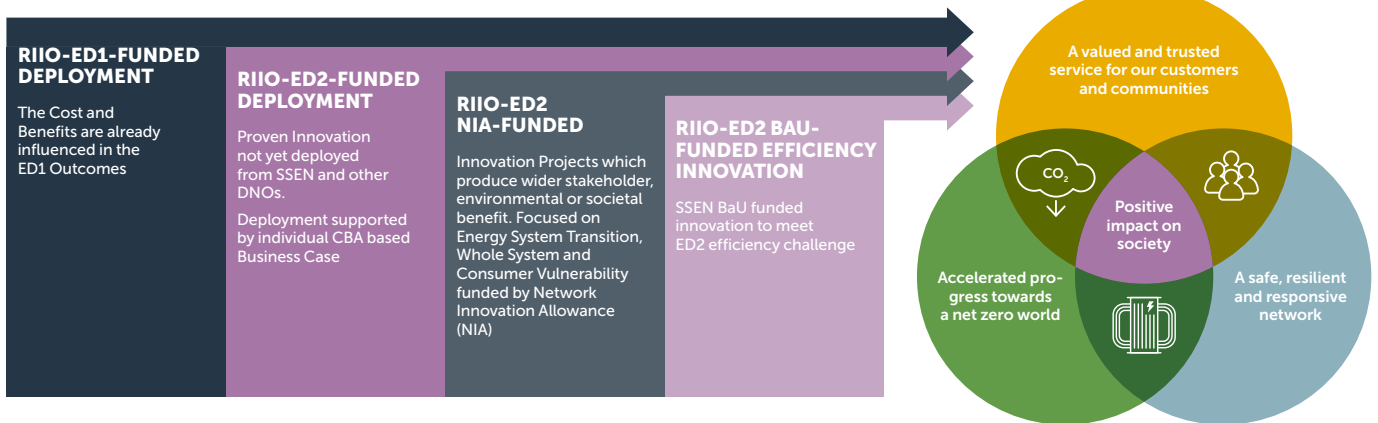 RIIO-ED1-FUNDED
DEPLOYMENT
The Cost and
Benefits are already
influenced in the
ED1 Outcomes
RIIO-ED2-FUNDED
DEPLOYMENT
Proven Innovation
not yet deployed
from SSEN and other
DNOs.
Deployment supported
by individual CBA based
Business Case
RIIO-ED2
NIA-FUNDED
Innovation Projects which
produce wider stakeholder,
environmental or societal
benefit. Focused on
Energy System Transition,
Whole System and
Consumer Vulnerability
funded by Network
Innovation Allowance
(NIA)
RIIO-ED2 BAU-
FUNDED EFFICIENCY
INNOVATION
SSEN BaU funded
innovation to meet
ED2 efficiency challenge
A valued and trusted
service for our customers
and communities
CO₂
Positive
impact on
society
Accelerated pro-
gress towards
a net zero world
A safe, resilient
and responsive
network